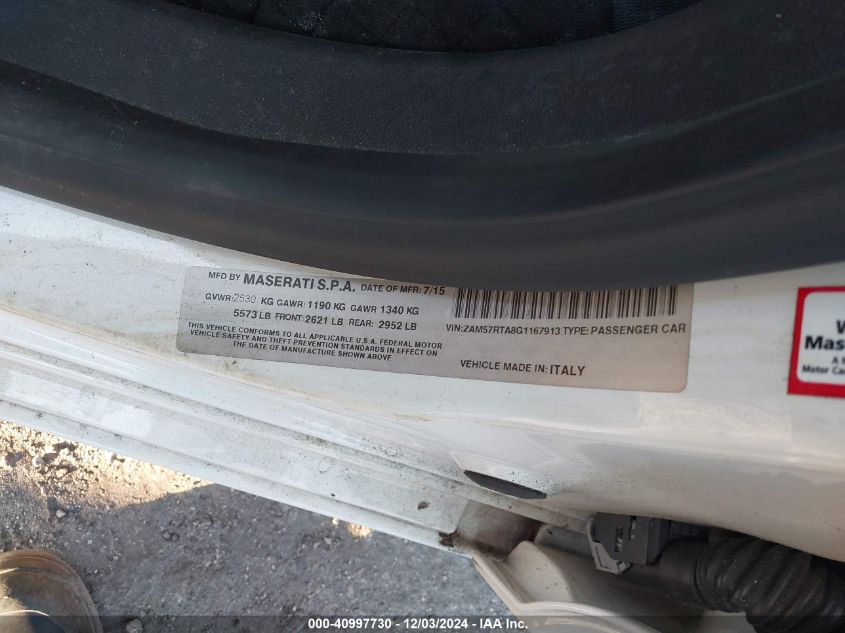 MFD BY MASERATI S.P.A. DATE OF MFR: 7/15
GVWR: 2530 KG GAWR: 1190 KG GAWR 1340 KG
5573 LB FRONT: 2621 LB REAR: 2952 LB
THIS VEHICLE CONFORMS TO ALL APPLICABLE U.S.A. FEDERAL MOTOR
VEHICLE SAFETY AND THEFT PREVENTION STANDARDS IN EFFECT ON
THE DATE OF MANUFACTURE SHOWN ABOVE
VIN: ZAM57RTA8G1167913 TYPE: PASSENGER CAR
VEHICLE MADE IN: ITALY
W
Mas
A M
Motor Ca
000-40997730 - 12/03/2024 - IAA Inc.